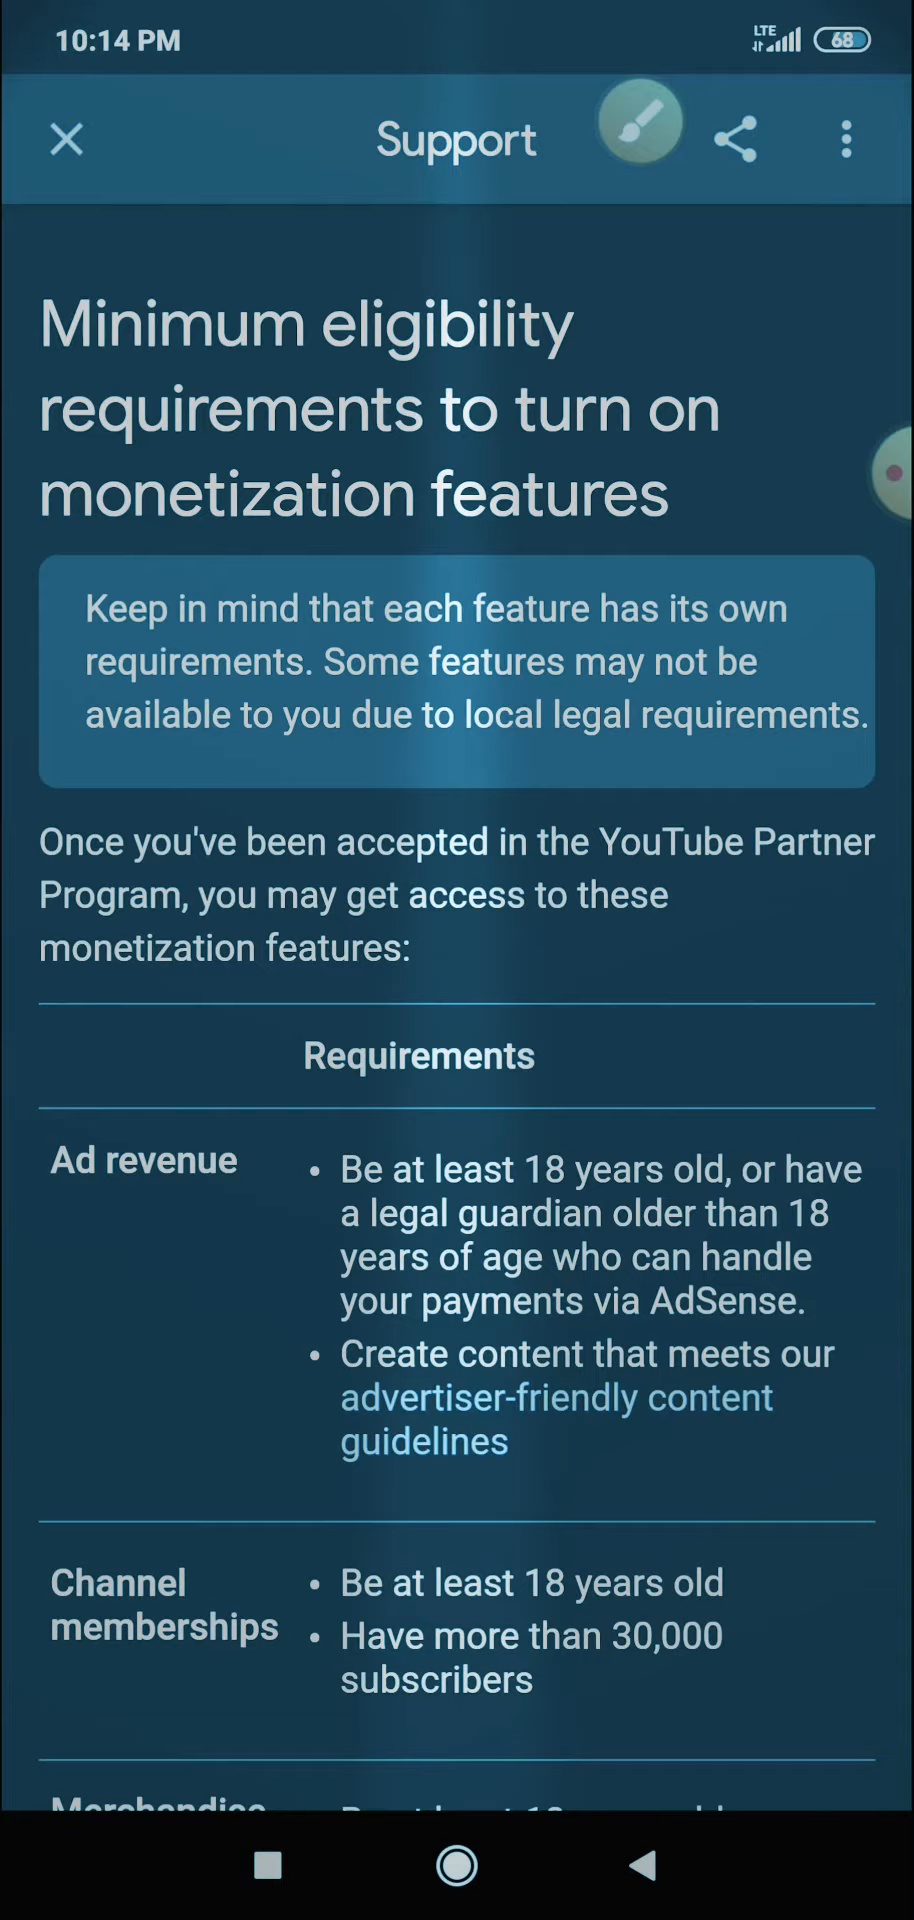 10:14 PM
LTE
68
Support
Minimum eligibility
requirements to turn on
monetization features
Keep in mind that each feature has its own
requirements. Some features may not be
available to you due to local legal requirements.
Once you've been accepted in the YouTube Partner
Program, you may get access to these
monetization features:
Requirements
Ad revenue
• Be at least 18 years old, or have
a legal guardian older than 18
years of age who can handle
your payments via AdSense.
• Create content that meets our
advertiser-friendly content
guidelines
Channel
memberships
• Be at least 18 years old
• Have more than 30,000
subscribers
Merchandise